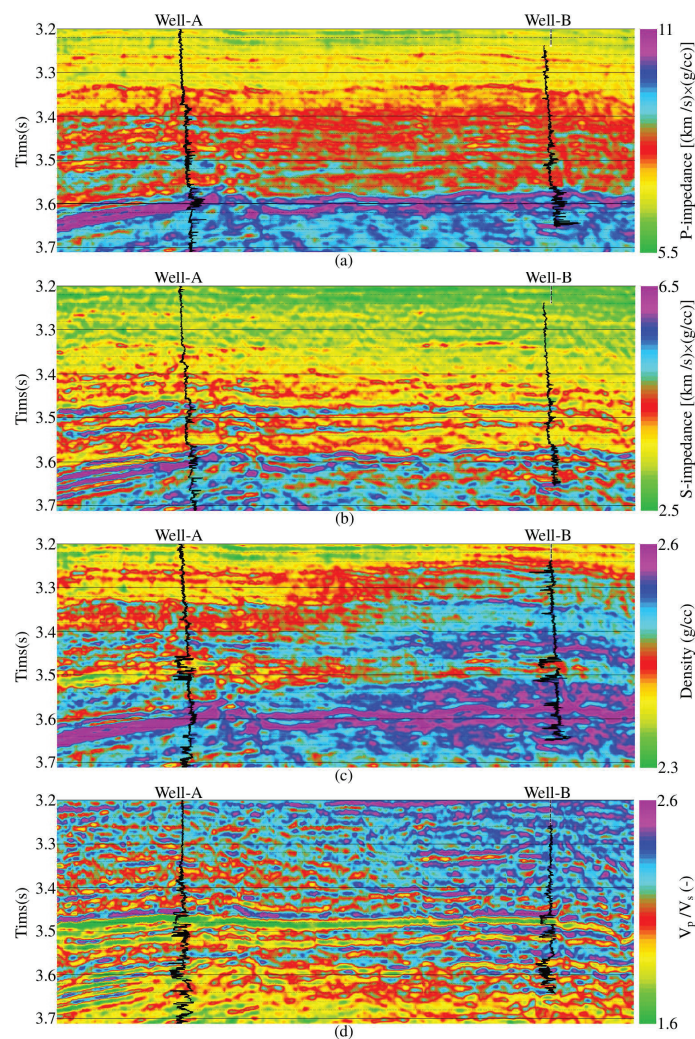 Well-A Well-B
3.2
3.3
3.4
3.5
3.6
3.7
Tims(s)
11
5.5
P-impedance [(km /s)×(g/cc)]
(a)
Well-A Well-B
3.2
3.3
3.4
3.5
3.6
3.7
Tims(s)
6.5
2.5
S-impedance [(km /s)×(g/cc)]
(b)
Well-A Well-B
3.2
3.3
3.4
3.5
3.6
3.7
Tims(s)
2.6
2.3
Density (g/cc)
(c)
Well-A Well-B
3.2
3.3
3.4
3.5
3.6
3.7
Tims(s)
2.6
1.6
Vp/Vs (-)
(d)